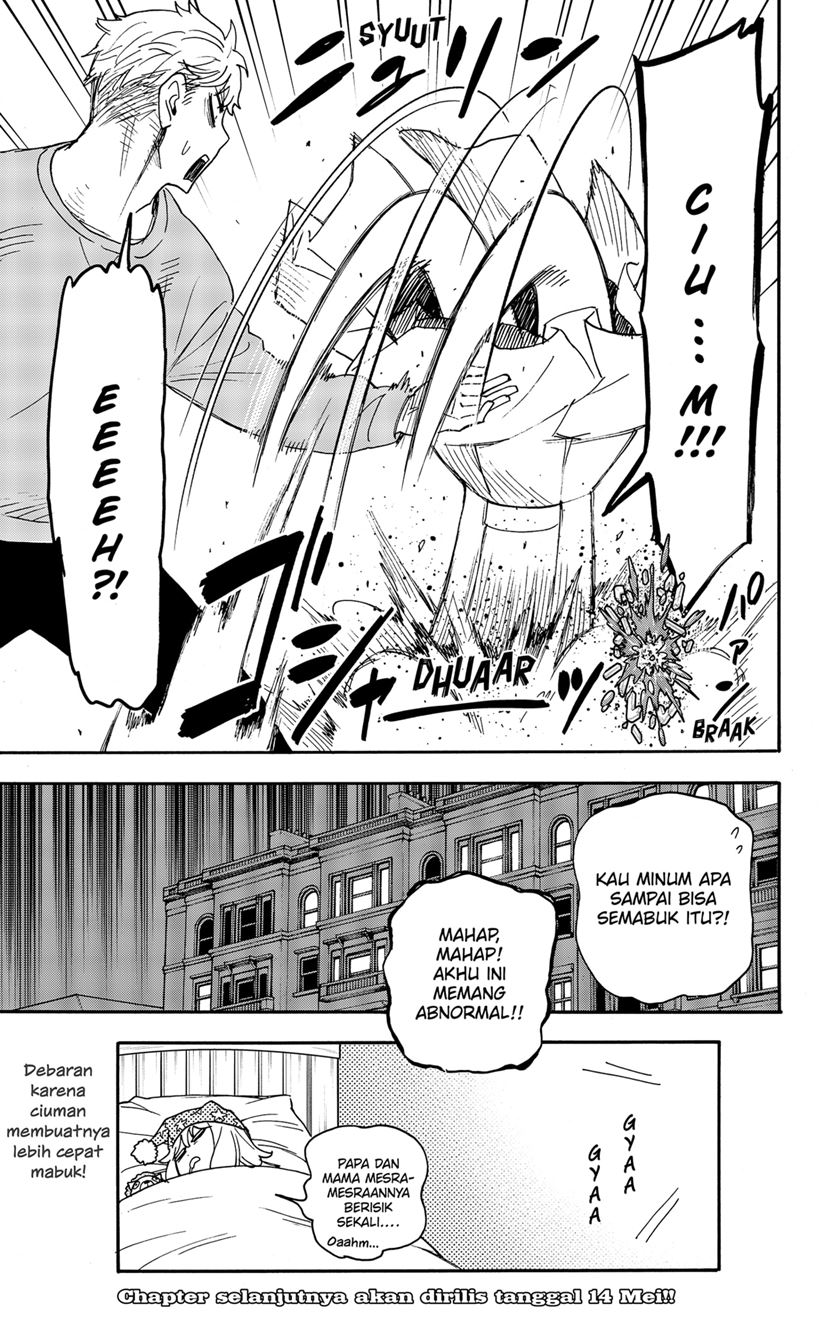 CIU...M!!!
SYUUT
ニュリン
EEEEH?!
DHUAAR
ゴシャッ
BRAAK
KAU MINUM APA
SAMPAI BISA
SEMABUK ITU?!
MAHAP,
MAHAP!
AKHU INI
MEMANG
ABNORMAL!!
GYAA
GYAA
PAPA DAN
MAMA MESRA-
MESRAANNYA
BERISIK
SEKALI....
Oaahm...
Debaran
karena
ciuman
membuatnya
lebih cepat
mabuk!
Chapter selanjutnya akan dirilis tanggal 14 Mei!!